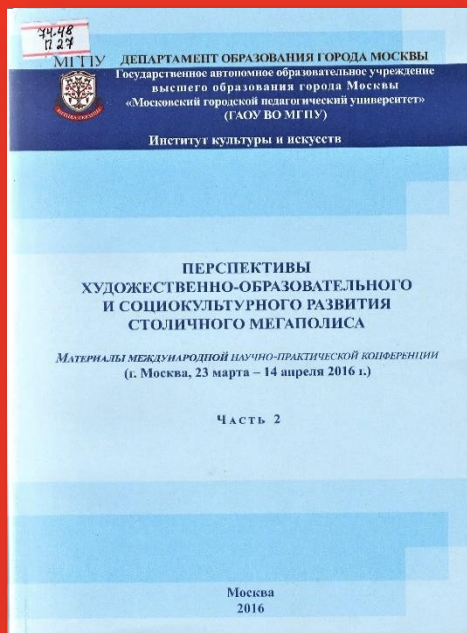 74.48
П 27
МГПУ ДЕПАРТАМЕНТ ОБРАЗОВАНИЯ ГОРОДА МОСКВЫ
Государственное автономное образовательное учреждение
высшего образования города Москвы
«Московский городской педагогический университет»
(ГАОУ ВО МГПУ)
Институт культуры и искусств
ПЕРСПЕКТИВЫ
ХУДОЖЕСТВЕННО-ОБРАЗОВАТЕЛЬНОГО
И СОЦИОКУЛЬТУРНОГО РАЗВИТИЯ
СТОЛИЧНОГО МЕГАПОЛИСА
МАТЕРИАЛЫ МЕЖДУНАРОДНОЙ НАУЧНО-ПРАКТИЧЕСКОЙ КОНФЕРЕНЦИИ
(г. Москва, 23 марта – 14 апреля 2016 г.)
ЧАСТЬ 2
Москва
2016